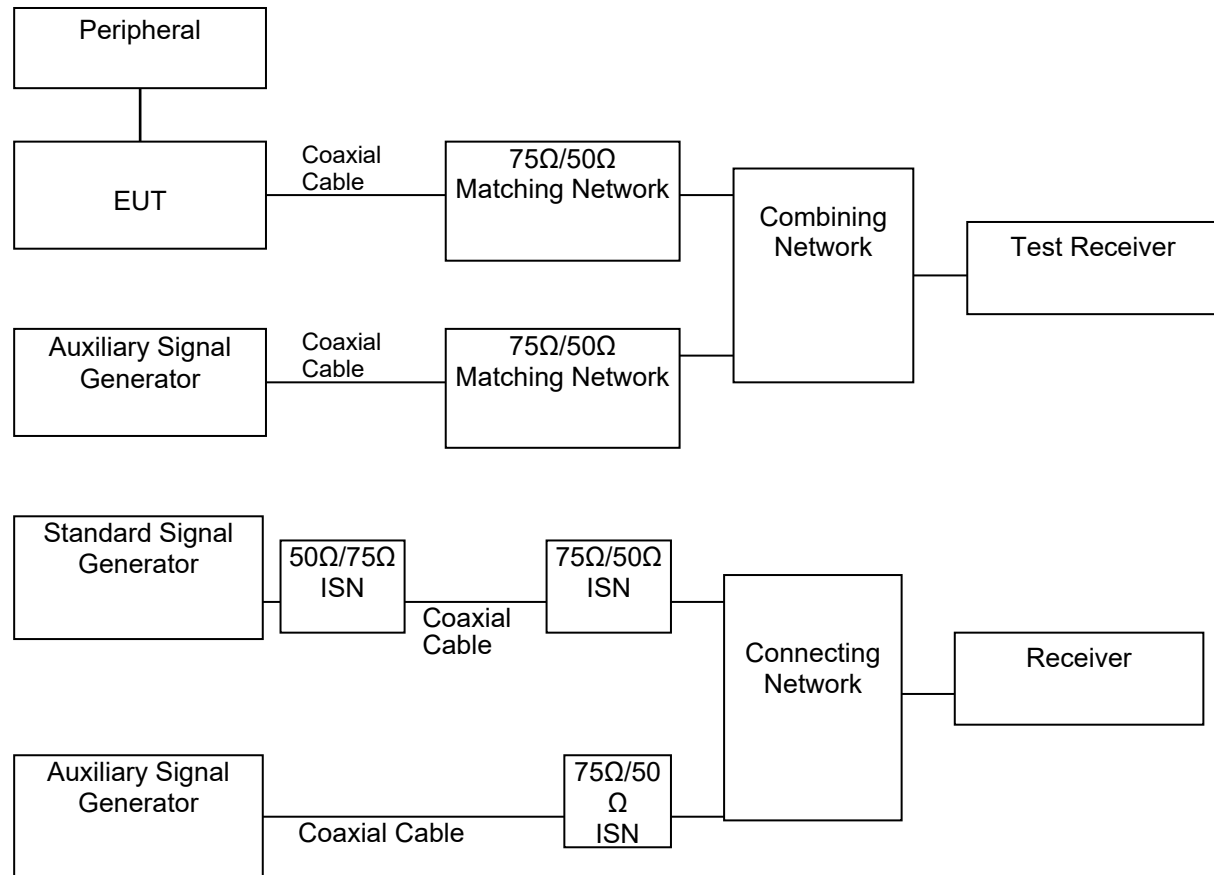 Peripheral
EUT
Coaxial
Cable
75Ω/50Ω
Matching Network
Combining
Network
Test Receiver
Auxiliary Signal
Generator
Coaxial
Cable
75Ω/50Ω
Matching Network
Standard Signal
Generator
50Ω/75Ω
ISN
Coaxial
Cable
75Ω/50Ω
ISN
Connecting
Network
Receiver
Auxiliary Signal
Generator
Coaxial Cable
75Ω/50
Ω
ISN